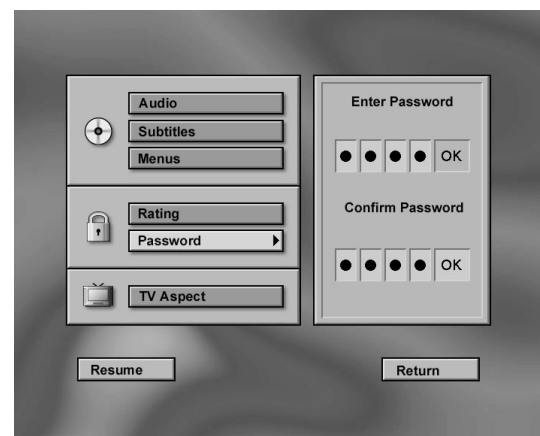 Audio
Subtitles
Menus
Rating
Password
TV Aspect
Enter Password
OK
Confirm Password
OK
Resume
Return